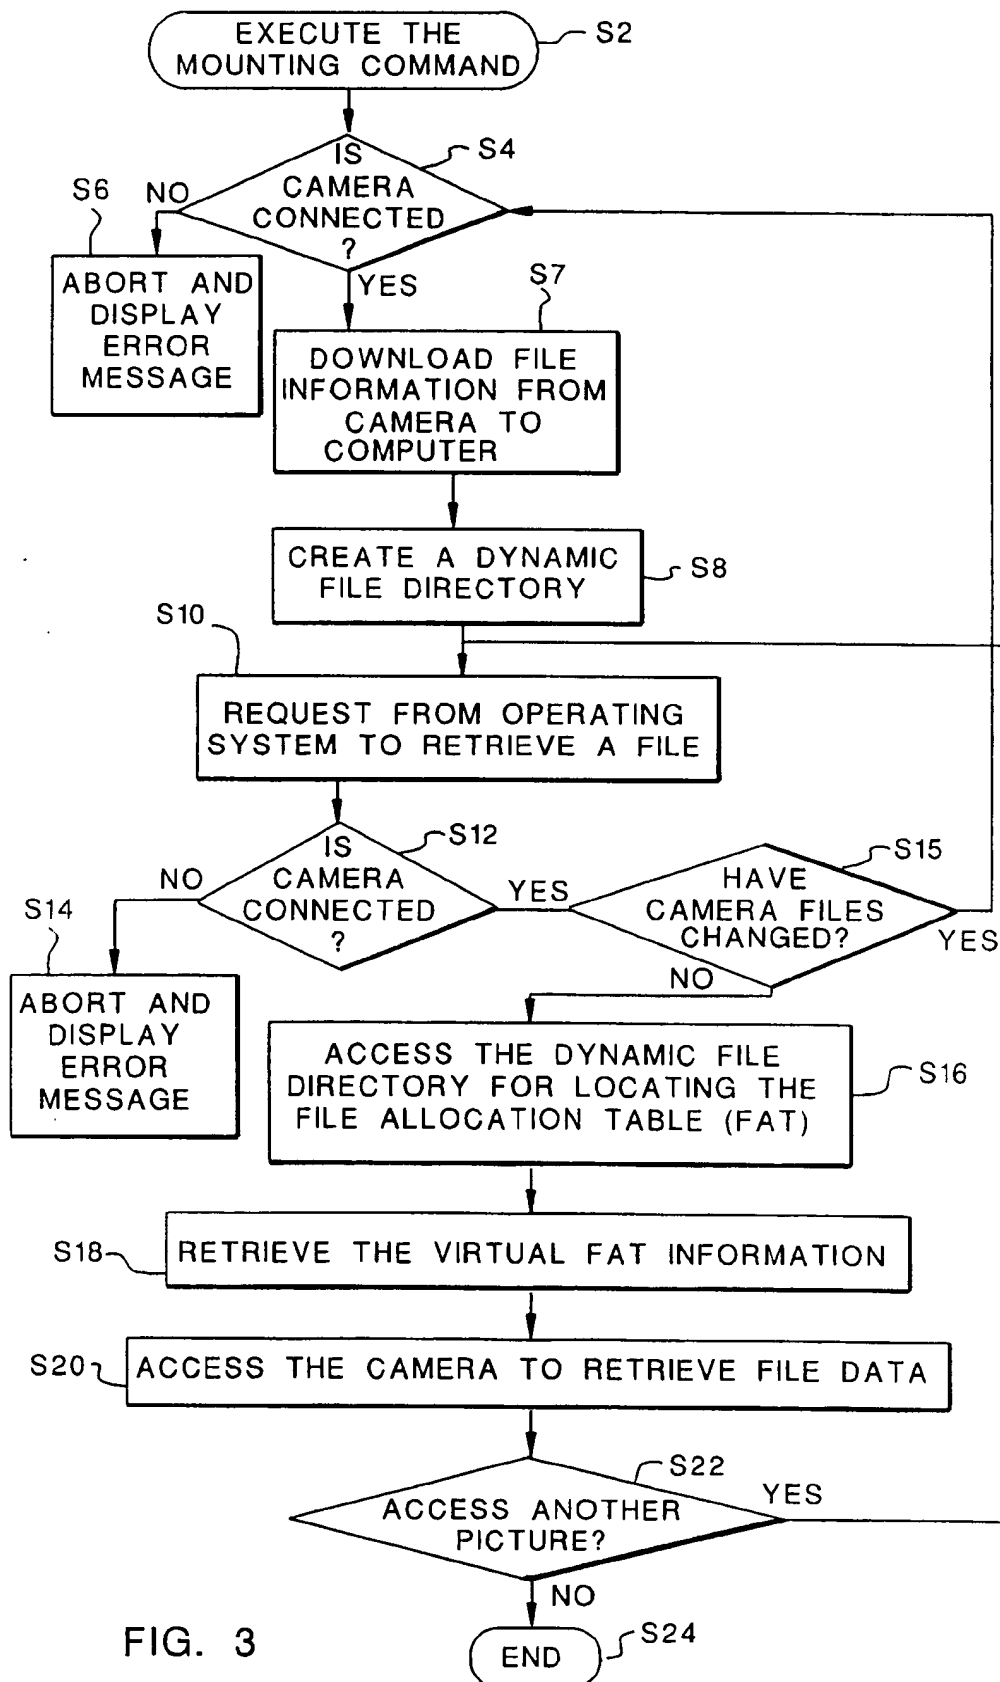 EXECUTE THE
MOUNTING COMMAND
S2
IS
CAMERA
CONNECTED
?
S4
NO
S6
YES
ABORT AND
DISPLAY
ERROR
MESSAGE
S7
DOWNLOAD FILE
INFORMATION FROM
CAMERA TO
COMPUTER
CREATE A DYNAMIC
FILE DIRECTORY
S8
S10
REQUEST FROM OPERATING
SYSTEM TO RETRIEVE A FILE
IS
CAMERA
CONNECTED
?
S12
NO
YES
S14
ABORT AND
DISPLAY
ERROR
MESSAGE
HAVE
CAMERA FILES
CHANGED?
S15
YES
NO
ACCESS THE DYNAMIC FILE
DIRECTORY FOR LOCATING THE
FILE ALLOCATION TABLE (FAT)
S16
S18
RETRIEVE THE VIRTUAL FAT INFORMATION
S20
ACCESS THE CAMERA TO RETRIEVE FILE DATA
S22
ACCESS ANOTHER
PICTURE?
YES
NO
END
S24
FIG. 3